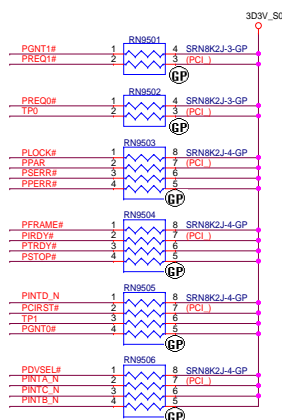 3D3V_S0
RN9501
PGNT1# 1 4 SRN8K2J-3-GP
PREQ1# 2 3 (PCI_)
GP
RN9502
PREQ0# 1 4 SRN8K2J-3-GP
TP0 2 3 (PCI_)
GP
RN9503
PLOCK# 1 8 SRN8K2J-4-GP
PPAR 2 7 (PCI_)
PSERR# 3 6
PPERR# 4 5
GP
RN9504
PFRAME# 1 8 SRN8K2J-4-GP
PIRDY# 2 7 (PCI_)
PTRDY# 3 6
PSTOP# 4 5
GP
RN9505
PINTD_N 1 8 SRN8K2J-4-GP
PCIRST# 2 7 (PCI_)
TP1 3 6
PGNT0# 4 5
GP
RN9506
PDVSEL# 1 8 SRN8K2J-4-GP
PINTA_N 2 7 (PCI_)
PINTC_N 3 6
PINTB_N 4 5
GP